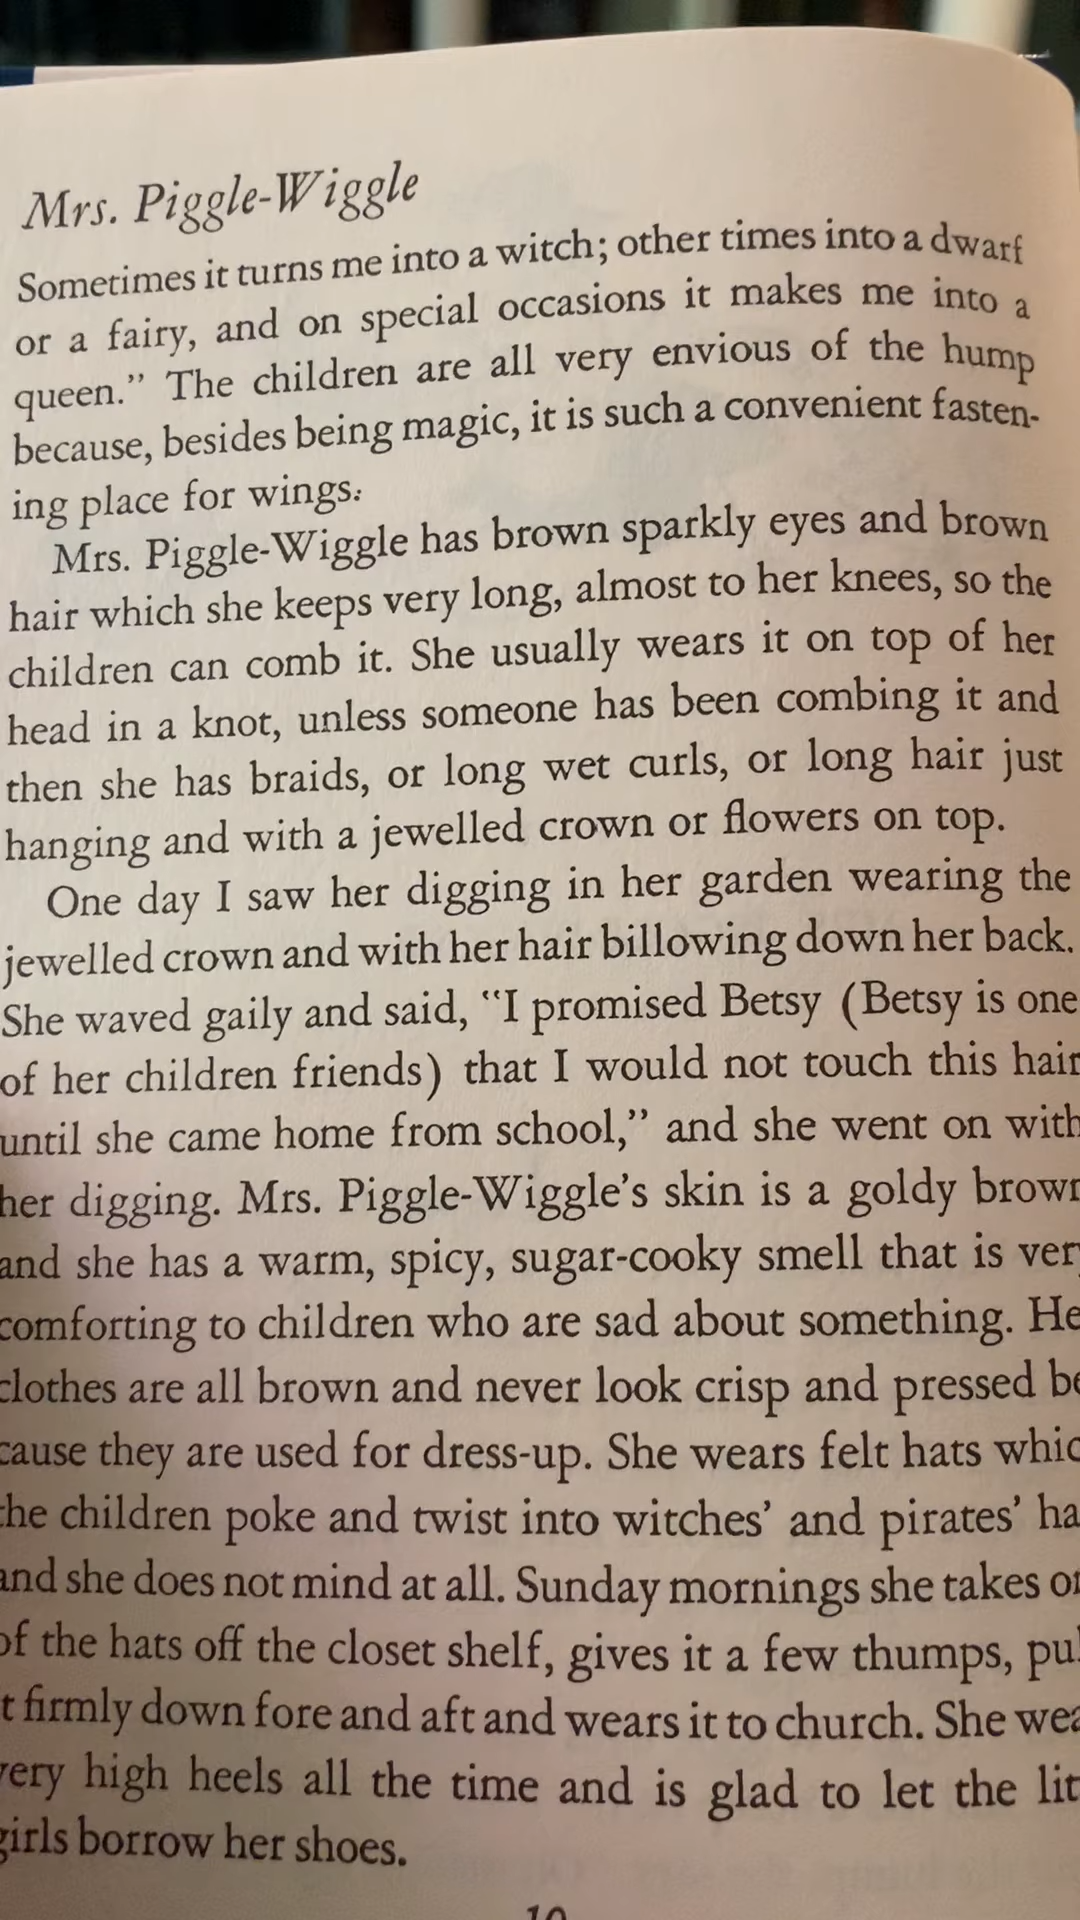 Mrs. Piggle-Wiggle
Sometimes it turns me into a witch; other times into a dwarf
or a fairy, and on special occasions it makes me into a
queen.” The children are all very envious of the hump
because, besides being magic, it is such a convenient fasten-
ing place for wings.
Mrs. Piggle-Wiggle has brown sparkly eyes and brown
hair which she keeps very long, almost to her knees, so the
children can comb it. She usually wears it on top of her
head in a knot, unless someone has been combing it and
then she has braids, or long wet curls, or long hair just
hanging and with a jewelled crown or flowers on top.
One day I saw her digging in her garden wearing the
jewelled crown and with her hair billowing down her back.
She waved gaily and said, “I promised Betsy (Betsy is one
of her children friends) that I would not touch this hair
until she came home from school,” and she went on with
her digging. Mrs. Piggle-Wiggle’s skin is a goldy brown
and she has a warm, spicy, sugar-cooky smell that is ver
comforting to children who are sad about something. He
clothes are all brown and never look crisp and pressed be
cause they are used for dress-up. She wears felt hats whic
the children poke and twist into witches’ and pirates’ ha
and she does not mind at all. Sunday mornings she takes on
of the hats off the closet shelf, gives it a few thumps, pul
t firmly down fore and aft and wears it to church. She wea
very high heels all the time and is glad to let the lit
girls borrow her shoes.
10